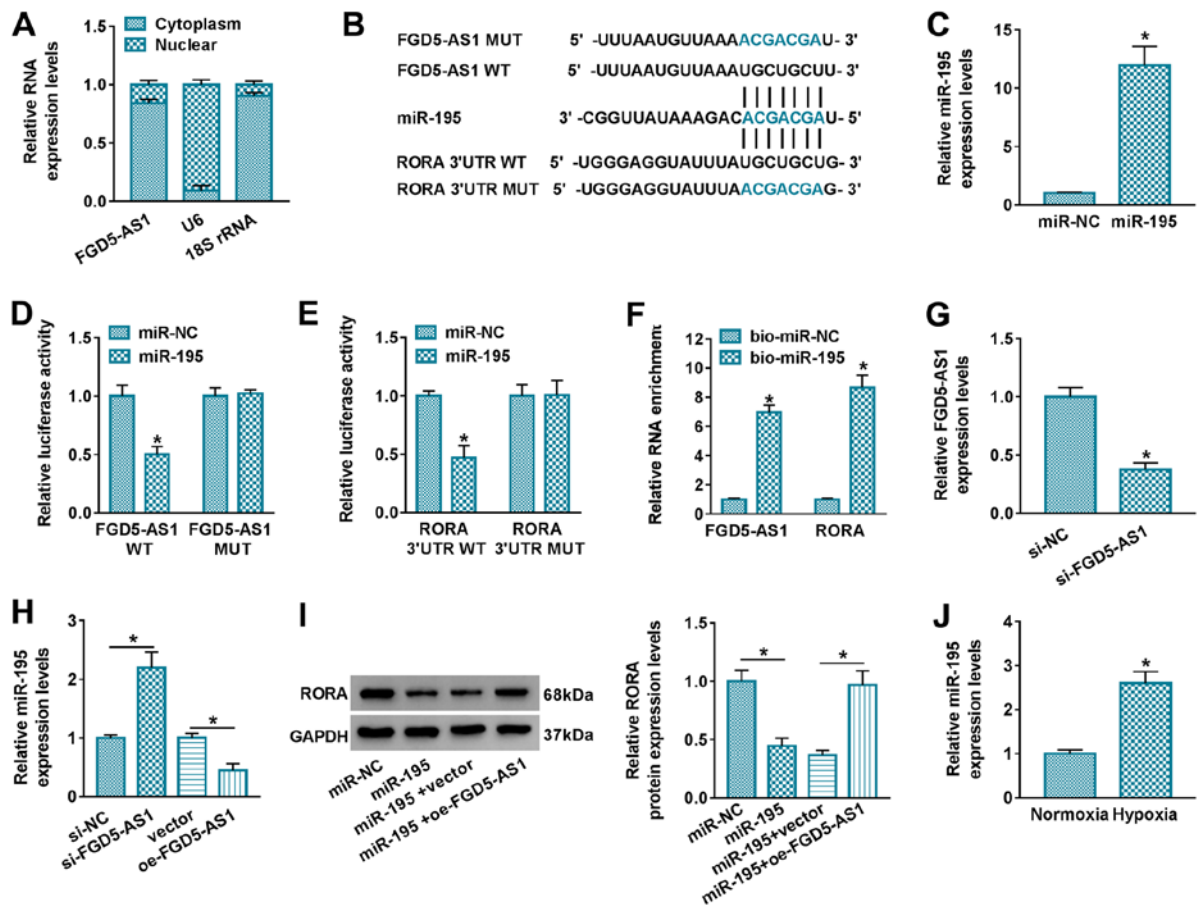 A
Relative RNA
expression levels
Cytoplasm
Nuclear
1.5
1.0
0.5
0.0
FGD5-AS1
U6
18S rRNA
B
FGD5-AS1 MUT 5' -UUUAAUGUUAAAACGACGAU- 3'
FGD5-AS1 WT 5' -UUUAAUGUUAAAUGCUGCUU- 3'
miR-195 3' -CGGUUAUAAAGACACGACGAU- 5'
RORA 3'UTR WT 5' -UGGGAGGUAUUUAUGCUGCUG- 3'
RORA 3'UTR MUT 5' -UGGGAGGUAUUUAACGACGAG- 3'
C
Relative miR-195
expression levels
15
10
5
0
*
miR-NC miR-195
D
Relative luciferase activity
miR-NC
miR-195
1.5
1.0
0.5
0.0
*
FGD5-AS1 FGD5-AS1
WT MUT
E
Relative luciferase activity
miR-NC
miR-195
1.5
1.0
0.5
0.0
*
RORA RORA
3'UTR WT 3'UTR MUT
F
Relative RNA enrichment
bio-miR-NC
bio-miR-195
12
10
8
6
4
2
0
* *
FGD5-AS1 RORA
G
Relative FGD5-AS1
expression levels
1.5
1.0
0.5
0.0
*
si-NC
si-FGD5-AS1
H
Relative miR-195
expression levels
3
2
1
0
*
*
si-NC
si-FGD5-AS1
vector
oe-FGD5-AS1
I
RORA 68kDa
GAPDH 37kDa
miR-NC
miR-195
miR-195 +vector
miR-195 +oe-FGD5-AS1
Relative RORA
protein expression levels
1.5
1.0
0.5
0.0
* *
miR-NC
miR-195
miR-195+vector
miR-195+oe-FGD5-AS1
J
Relative miR-195
expression levels
4
3
2
1
0
*
Normoxia Hypoxia